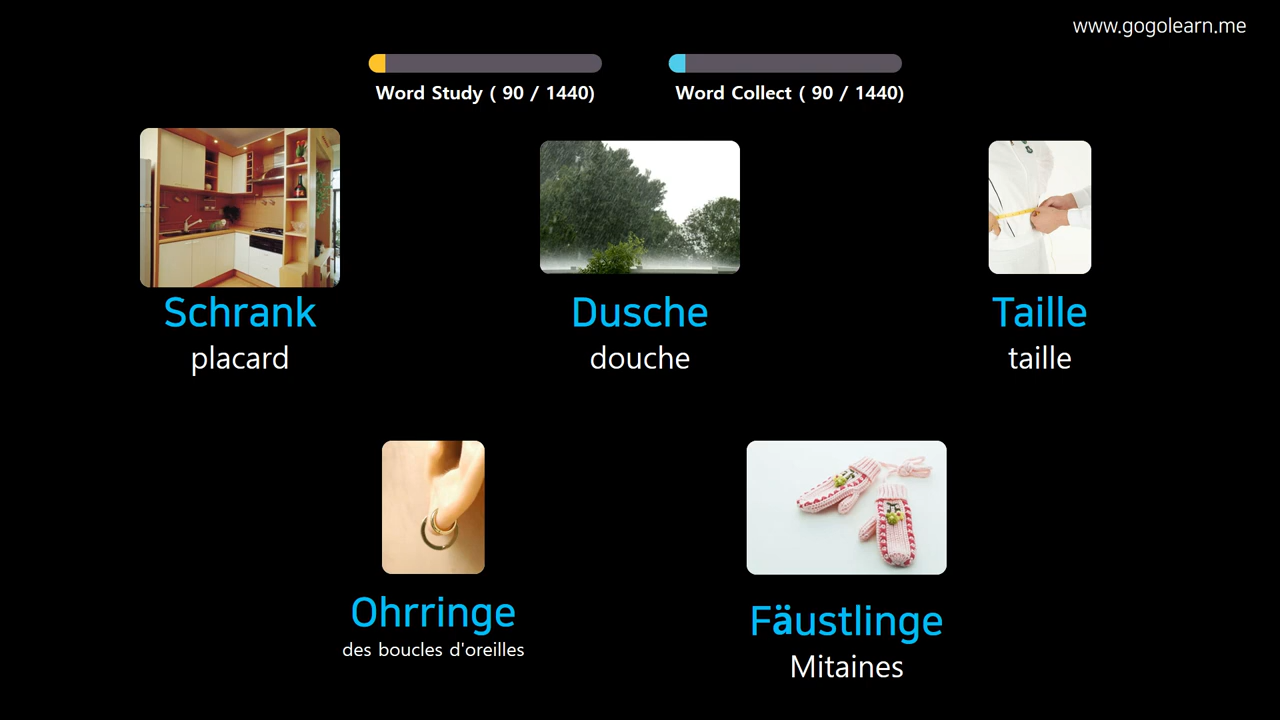 www.gogolearn.me
Word Study ( 90 / 1440)
Word Collect ( 90 / 1440)
Schrank
placard
Dusche
douche
Taille
taille
Ohrringe
des boucles d'oreilles
Fäustlinge
Mitaines